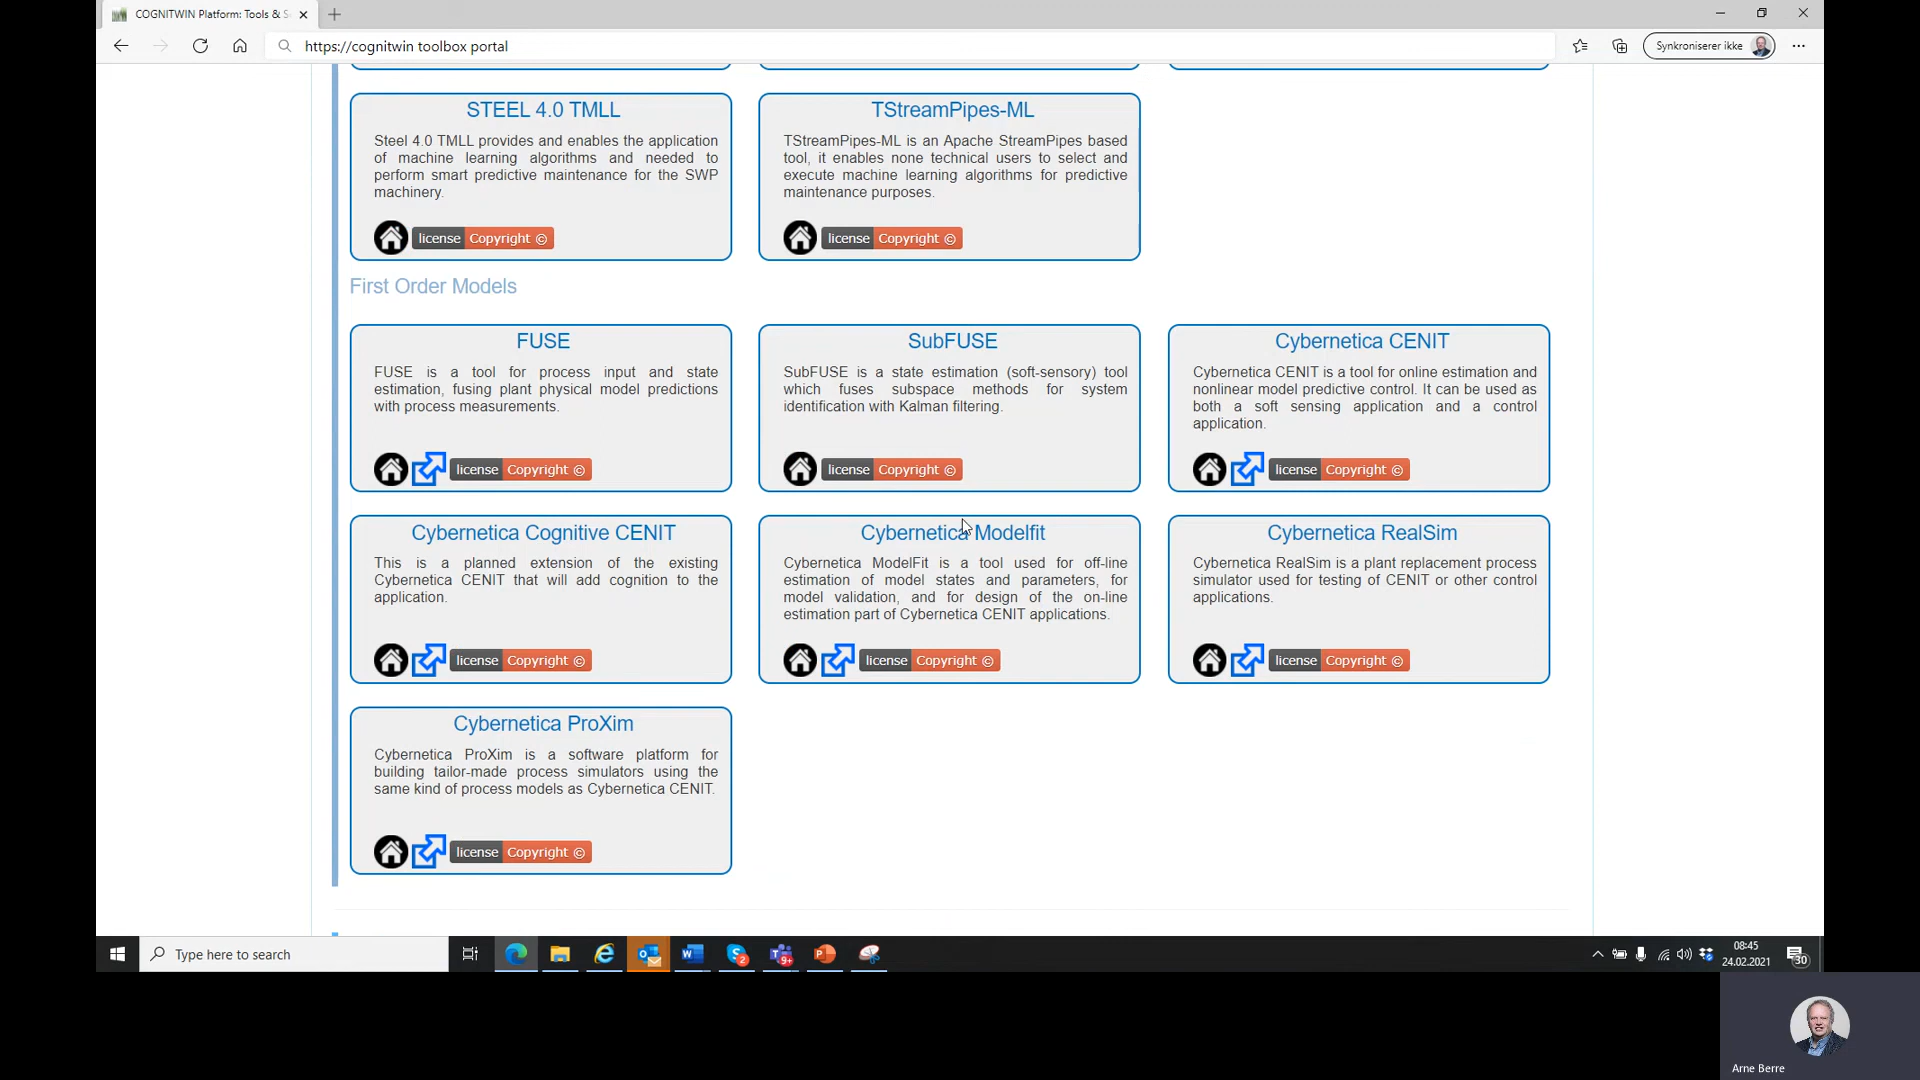 COGNITWIN Platform: Tools & S
https://cognitwin toolbox portal
Synkroniserer ikke
STEEL 4.0 TMLL
Steel 4.0 TMLL provides and enables the application
of machine learning algorithms and needed to
perform smart predictive maintenance for the SWP
machinery.
license Copyright ©
TStreamPipes-ML
TStreamPipes-ML is an Apache StreamPipes based
tool, it enables none technical users to select and
execute machine learning algorithms for predictive
maintenance purposes.
license Copyright ©
First Order Models
FUSE
FUSE is a tool for process input and state
estimation, fusing plant physical model predictions
with process measurements.
license Copyright ©
SubFUSE
SubFUSE is a state estimation (soft-sensory) tool
which fuses subspace methods for system
identification with Kalman filtering.
license Copyright ©
Cybernetica CENIT
Cybernetica CENIT is a tool for online estimation and
nonlinear model predictive control. It can be used as
both a soft sensing application and a control
application.
license Copyright ©
Cybernetica Cognitive CENIT
This is a planned extension of the existing
Cybernetica CENIT that will add cognition to the
application.
license Copyright ©
Cybernetica Modelfit
Cybernetica ModelFit is a tool used for off-line
estimation of model states and parameters, for
model validation, and for design of the on-line
estimation part of Cybernetica CENIT applications.
license Copyright ©
Cybernetica RealSim
Cybernetica RealSim is a plant replacement process
simulator used for testing of CENIT or other control
applications.
license Copyright ©
Cybernetica ProXim
Cybernetica ProXim is a software platform for
building tailor-made process simulators using the
same kind of process models as Cybernetica CENIT.
license Copyright ©
Type here to search
2
9+
08:45
24.02.2021
30
Arne Berre